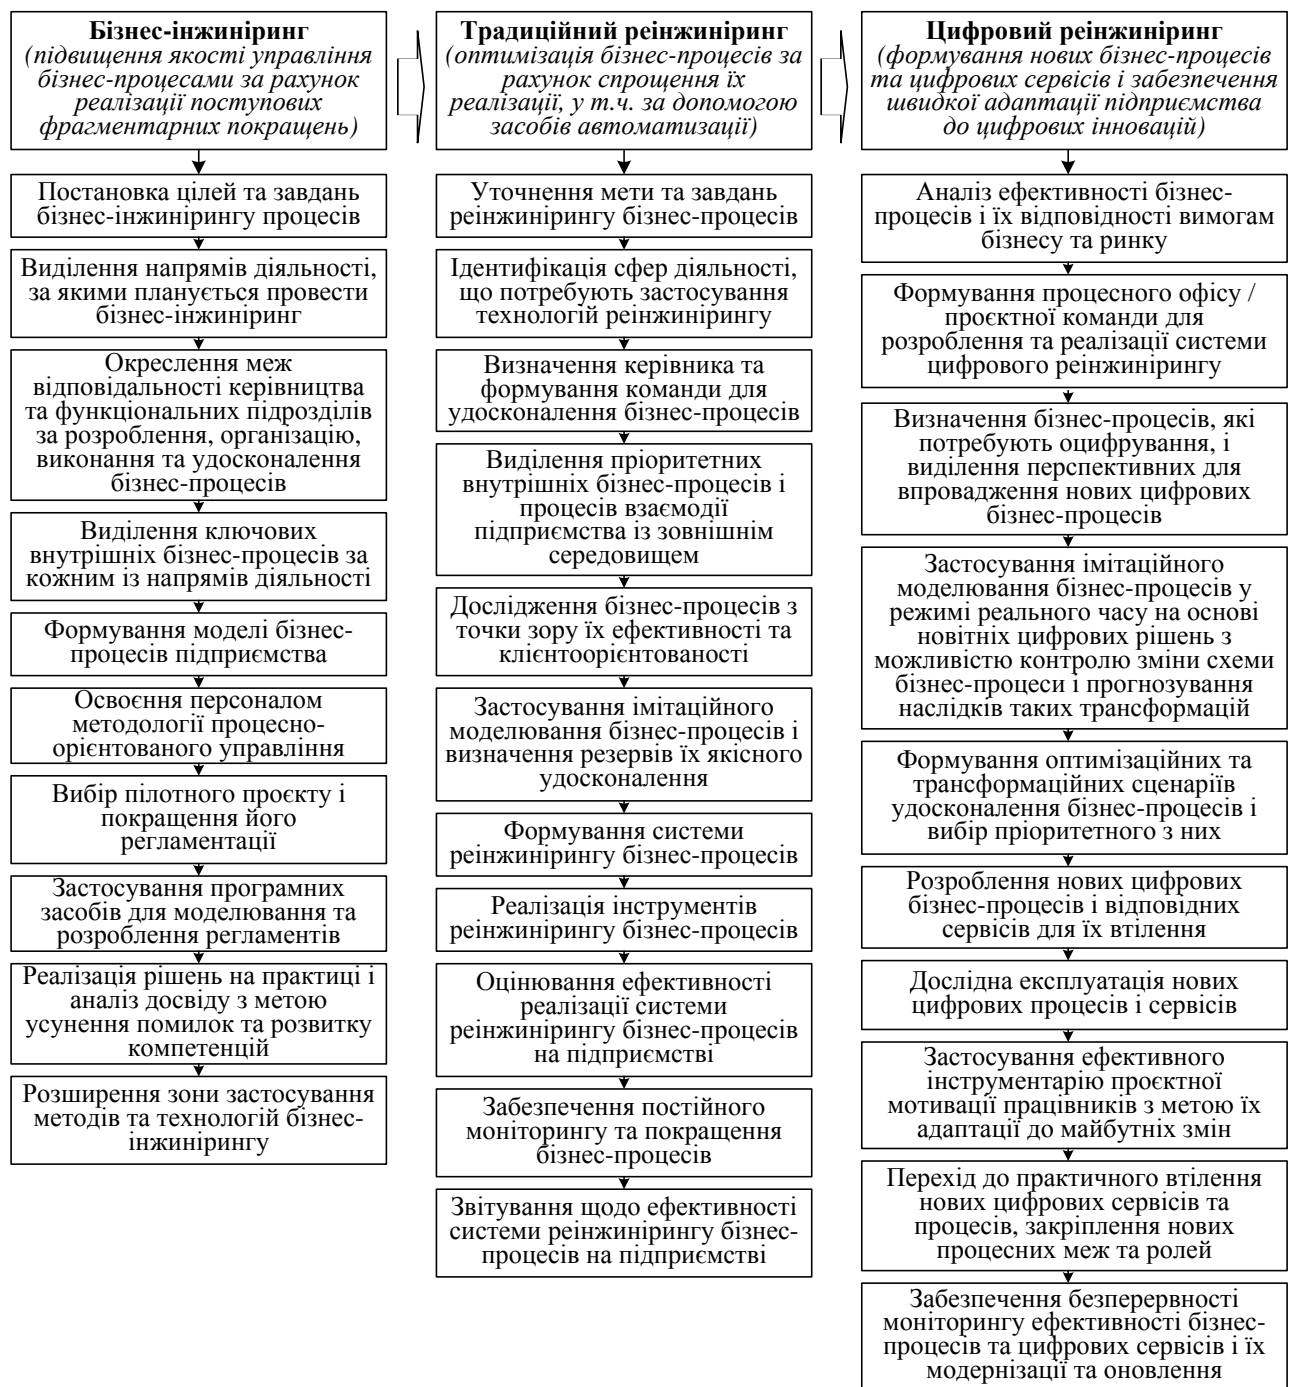 Бізнес-інжиніринг
(підвищення якості управління
бізнес-процесами за рахунок
реалізації поступових
фрагментарних покращень)
Постановка цілей та завдань
бізнес-інжинірингу процесів
Виділення напрямів діяльності,
за якими планується провести
бізнес-інжиніринг
Окреслення меж
відповідальності керівництва
та функціональних підрозділів
за розроблення, організацію,
виконання та удосконалення
бізнес-процесів
Виділення ключових
внутрішніх бізнес-процесів за
кожним із напрямів діяльності
Формування моделі бізнес-
процесів підприємства
Освоєння персоналом
методології процесно-
орієнтованого управління
Вибір пілотного проєкту і
покращення його
регламентації
Застосування програмних
засобів для моделювання та
розроблення регламентів
Реалізація рішень на практиці і
аналіз досвіду з метою
усунення помилок та розвитку
компетенцій
Розширення зони застосування
методів та технологій бізнес-
інжинірингу
Традиційний реінжиніринг
(оптимізація бізнес-процесів за
рахунок спрощення їх
реалізації, у т.ч. за допомогою
засобів автоматизації)
Уточнення мети та завдань
реінжинірингу бізнес-процесів
Ідентифікація сфер діяльності,
що потребують застосування
технологій реінжинірингу
Визначення керівника та
формування команди для
удосконалення бізнес-процесів
Виділення пріоритетних
внутрішніх бізнес-процесів і
процесів взаємодії
підприємства із зовнішнім
середовищем
Дослідження бізнес-процесів з
точки зору їх ефективності та
клієнтоорієнтованості
Застосування імітаційного
моделювання бізнес-процесів і
визначення резервів їх якісного
удосконалення
Формування системи
реінжинірингу бізнес-процесів
Реалізація інструментів
реінжинірингу бізнес-процесів
Оцінювання ефективності
реалізації системи
реінжинірингу бізнес-процесів
на підприємстві
Забезпечення постійного
моніторингу та покращення
бізнес-процесів
Звітування щодо ефективності
системи реінжинірингу бізнес-
процесів на підприємстві
Цифровий реінжиніринг
(формування нових бізнес-процесів
та цифрових сервісів і забезпечення
швидкої адаптації підприємства
до цифрових інновацій)
Аналіз ефективності бізнес-
процесів і їх відповідності вимогам
бізнесу та ринку
Формування процесного офісу /
проєктної команди для
розроблення та реалізації системи
цифрового реінжинірингу
Визначення бізнес-процесів, які
потребують оцифрування, і
виділення перспективних для
впровадження нових цифрових
бізнес-процесів
Застосування імітаційного
моделювання бізнес-процесів у
режимі реального часу на основі
новітніх цифрових рішень з
можливістю контролю зміни схеми
бізнес-процеси і прогнозування
наслідків таких трансформацій
Формування оптимізаційних та
трансформаційних сценаріїв
удосконалення бізнес-процесів і
вибір пріоритетного з них
Розроблення нових цифрових
бізнес-процесів і відповідних
сервісів для їх втілення
Дослідна експлуатація нових
цифрових процесів і сервісів
Застосування ефективного
інструментарію проєктної
мотивації працівників з метою їх
адаптації до майбутніх змін
Перехід до практичного втілення
нових цифрових сервісів та
процесів, закріплення нових
процесних меж та ролей
Забезпечення безперервності
моніторингу ефективності бізнес-
процесів та цифрових сервісів і їх
модернізації та оновлення